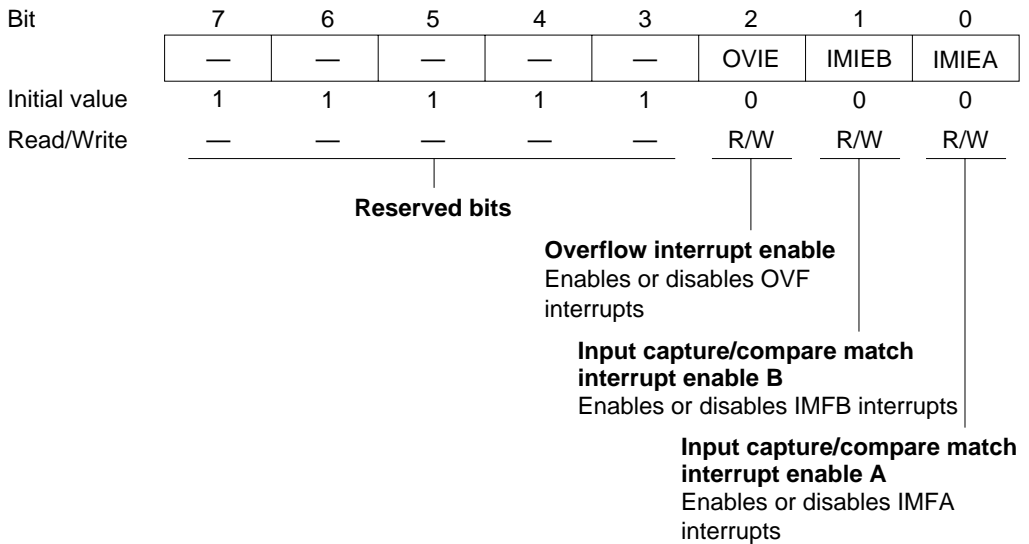 Bit 7 6 5 4 3 2 1 0
— — — — — OVIE IMIEB IMIEA
Initial value 1 1 1 1 1 0 0 0
Read/Write — — — — — R/W R/W R/W
Reserved bits
Overflow interrupt enable
Enables or disables OVF
interrupts
Input capture/compare match
interrupt enable B
Enables or disables IMFB interrupts
Input capture/compare match
interrupt enable A
Enables or disables IMFA
interrupts